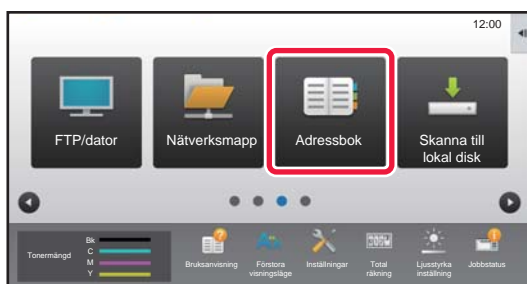 12:00
FTP/dator
Nätverksmapp
Adressbok
Skanna till
lokal disk
Tonermängd
Bk
C
M
Y
Bruksanvisning
Förstora
visningsläge
Inställningar
Total
räkning
Ljusstyrka
inställning
Jobbstatus